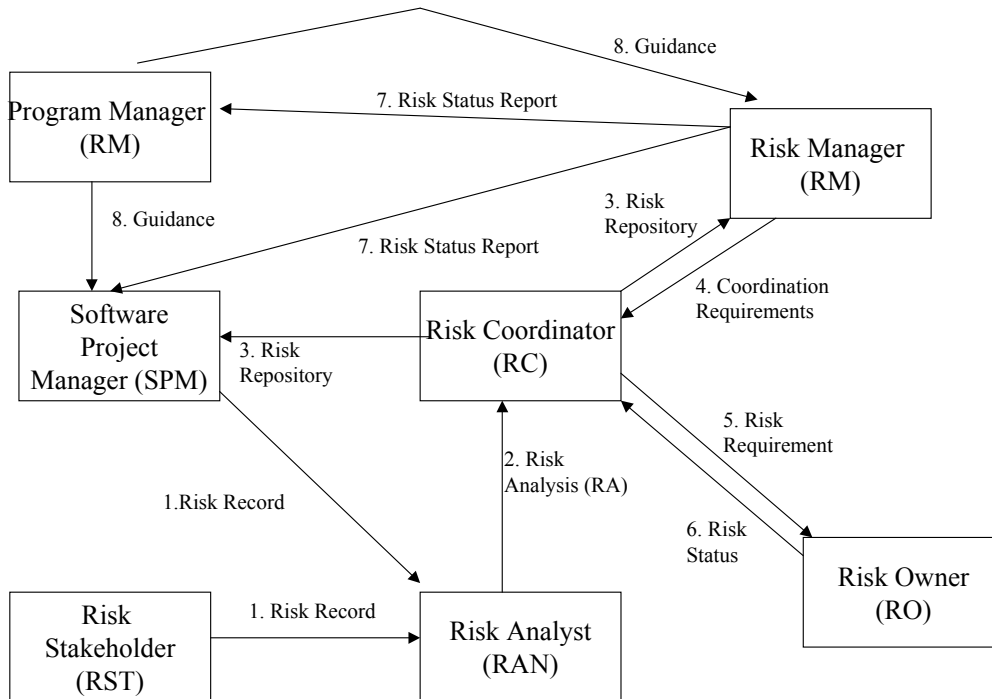 8. Guidance
Program Manager
(RM)
7. Risk Status Report
Risk Manager
(RM)
8. Guidance
3. Risk
Repository
7. Risk Status Report
4. Coordination
Requirements
Software
Project
Manager (SPM)
3. Risk
Repository
Risk Coordinator
(RC)
5. Risk
Requirement
2. Risk
Analysis (RA)
1.Risk Record
6. Risk
Status
Risk Owner
(RO)
Risk
Stakeholder
(RST)
1. Risk Record
Risk Analyst
(RAN)